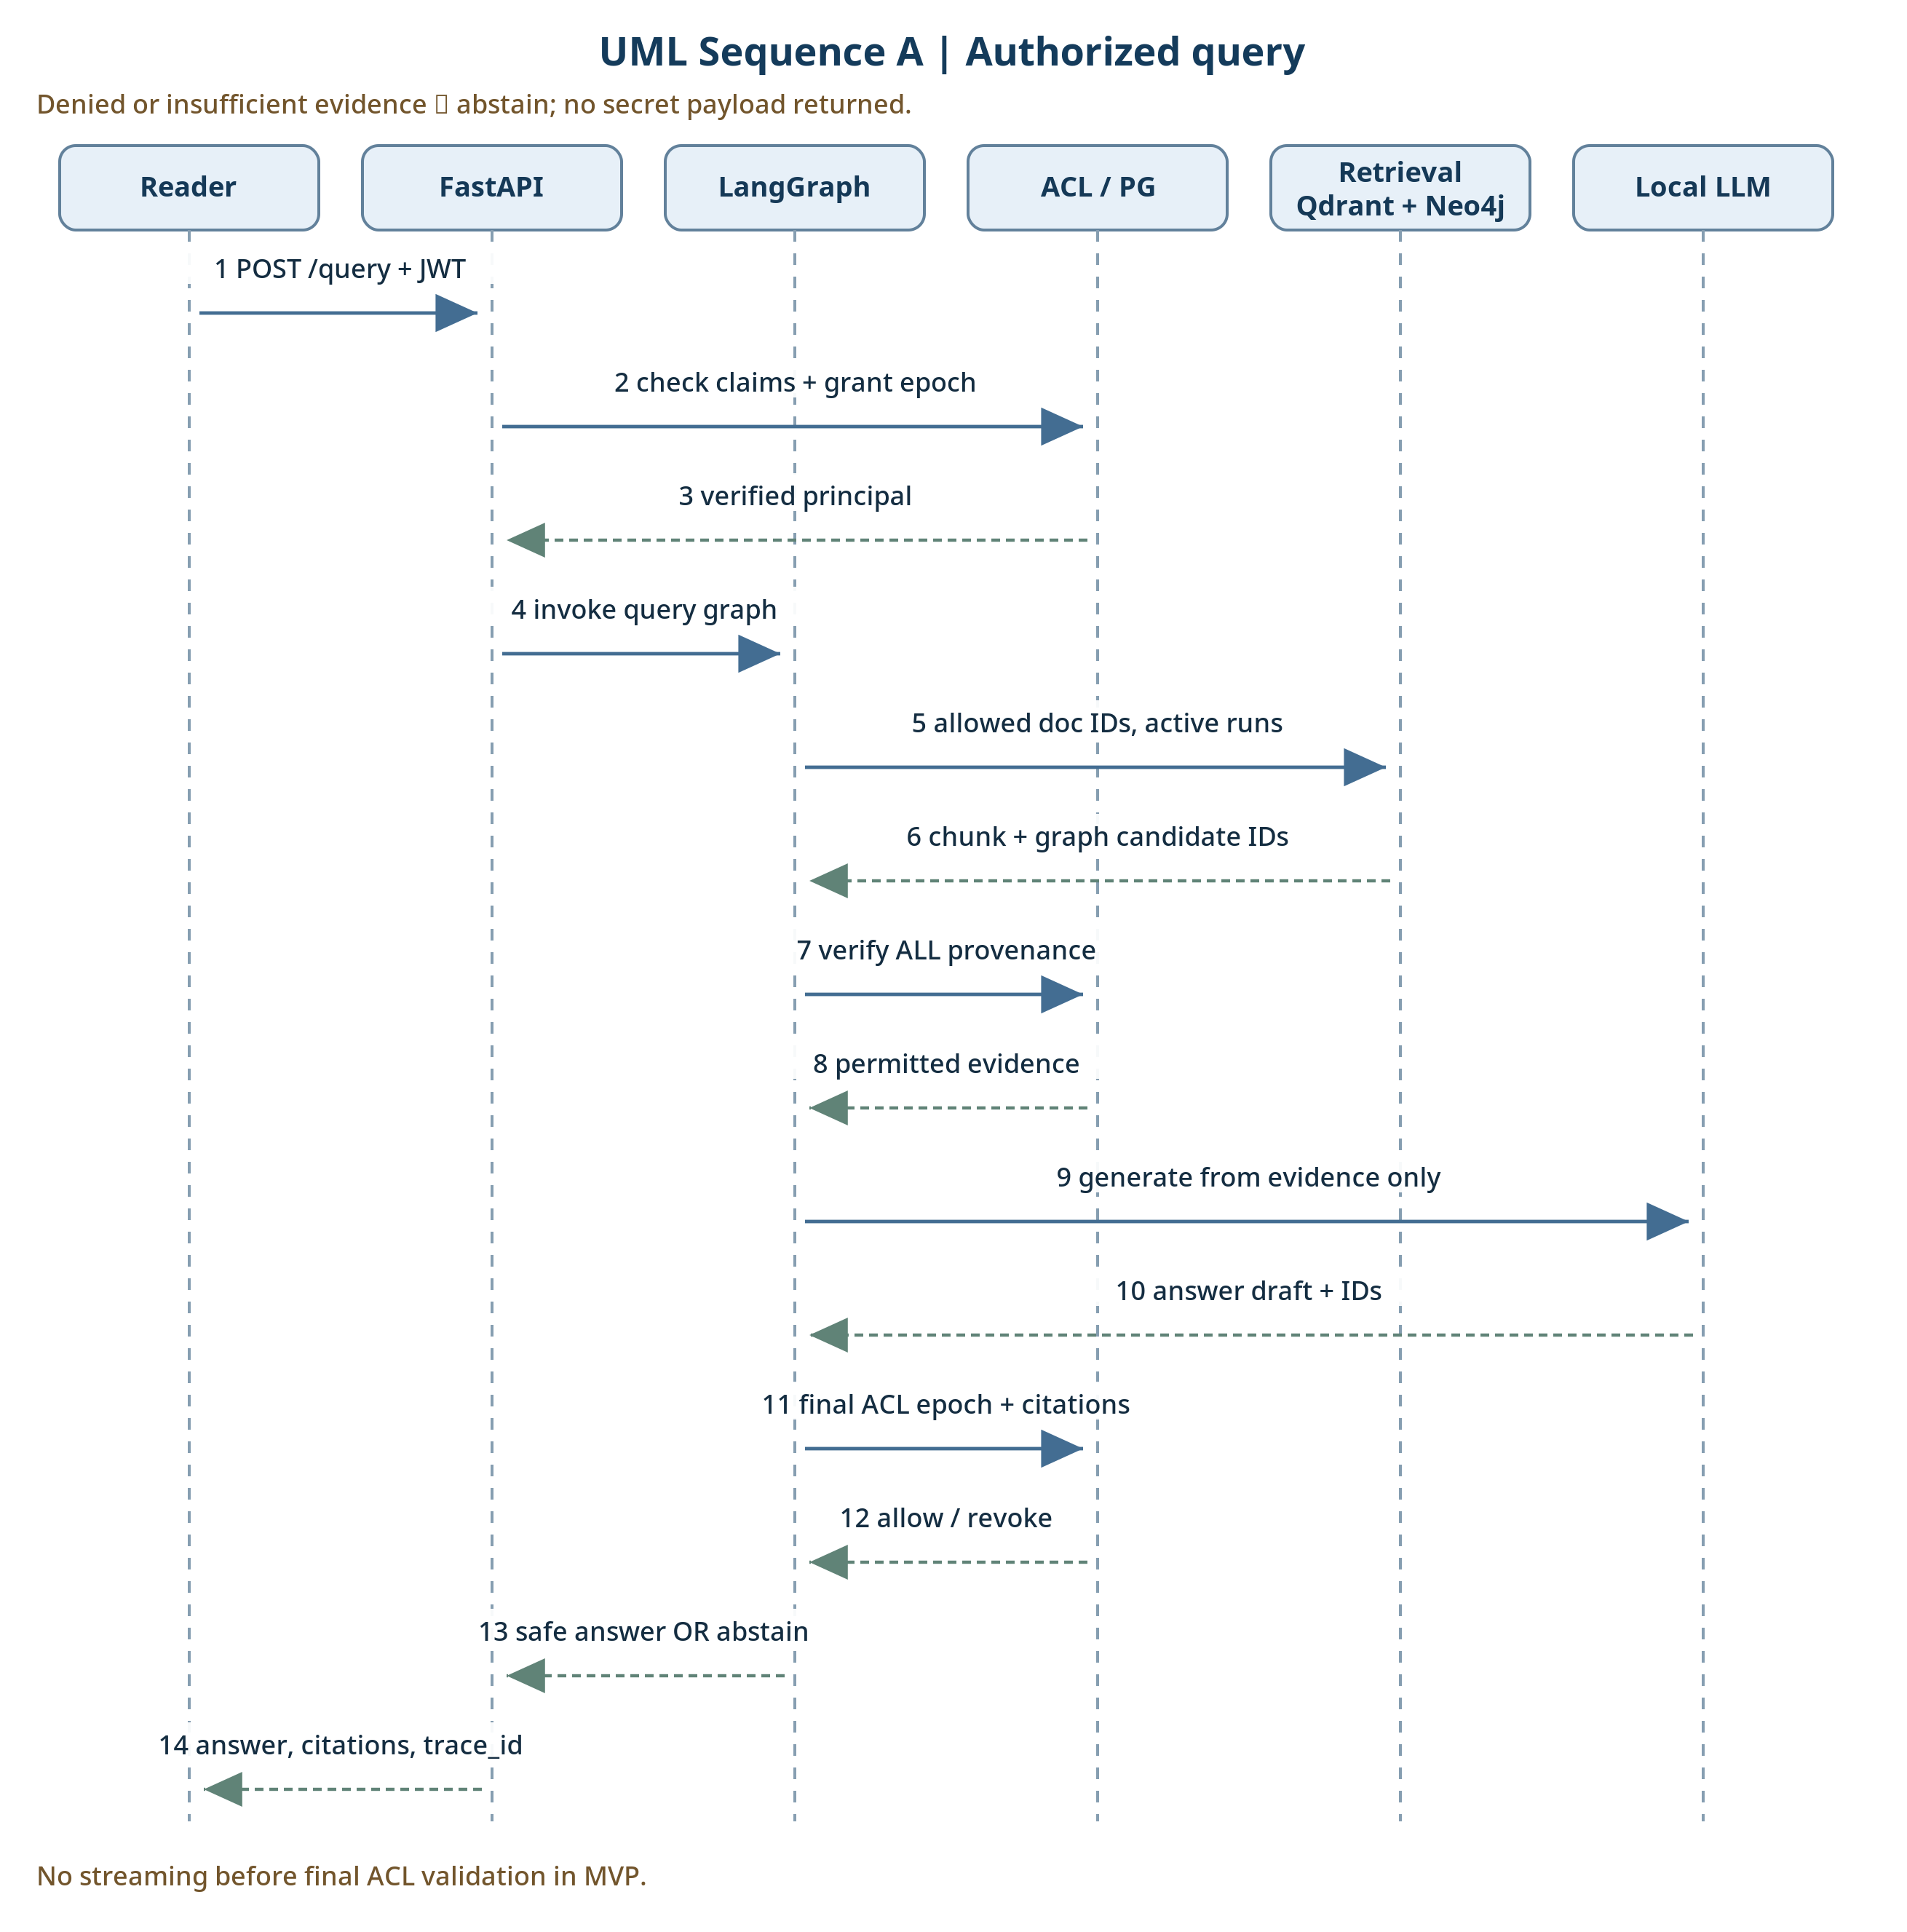 UML Sequence A | Authorized query
Denied or insufficient evidence ▯ abstain; no secret payload returned.
Reader
FastAPI
LangGraph
ACL / PG
Retrieval
Qdrant + Neo4j
Local LLM
1 POST /query + JWT
2 check claims + grant epoch
3 verified principal
4 invoke query graph
5 allowed doc IDs, active runs
6 chunk + graph candidate IDs
7 verify ALL provenance
8 permitted evidence
9 generate from evidence only
10 answer draft + IDs
11 final ACL epoch + citations
12 allow / revoke
13 safe answer OR abstain
14 answer, citations, trace_id
No streaming before final ACL validation in MVP.